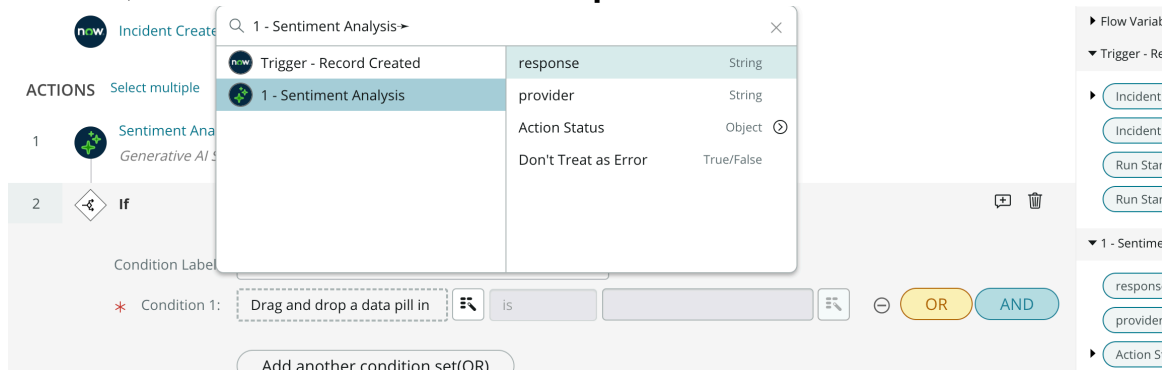 now
Incident Create
1 - Sentiment Analysis
now
Trigger - Record Created
1 - Sentiment Analysis
response String
provider String
Action Status Object
Don't Treat as Error True/False
ACTIONS Select multiple
1
Sentiment Ana
Generative AI S
2 If
Condition Label
* Condition 1: Drag and drop a data pill in is OR AND
Add another condition set(OR)
Flow Variab
Trigger - Re
Incident
Incident
Run Star
Run Star
1 - Sentime
response
provider
Action S